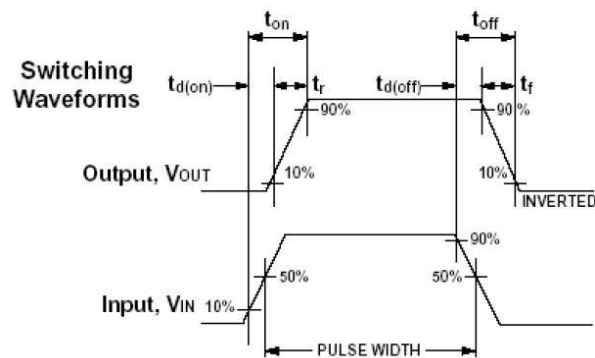 ton toff
Switching
Waveforms
td(on) tr td(off) tf
90% 90%
Output, VOUT 10% 10%
INVERTED
90%
50% 50%
Input, VIN 10%
PULSE WIDTH